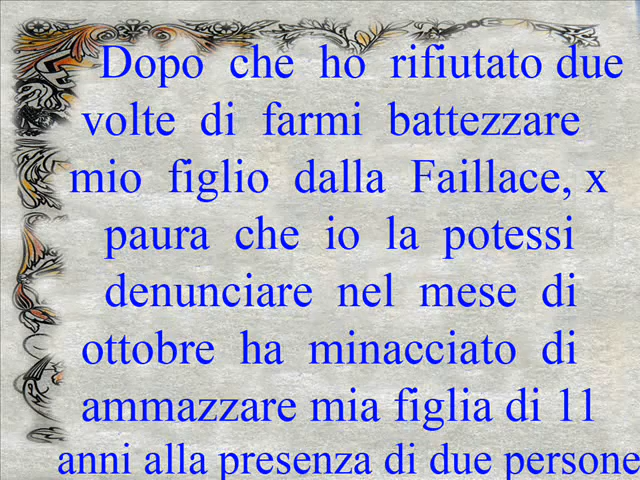 Dopo che ho rifiutato due
volte di farmi battezzare
mio figlio dalla Faillace, x
paura che io la potessi
denunciare nel mese di
ottobre ha minacciato di
ammazzare mia figlia di 11
anni alla presenza di due persone